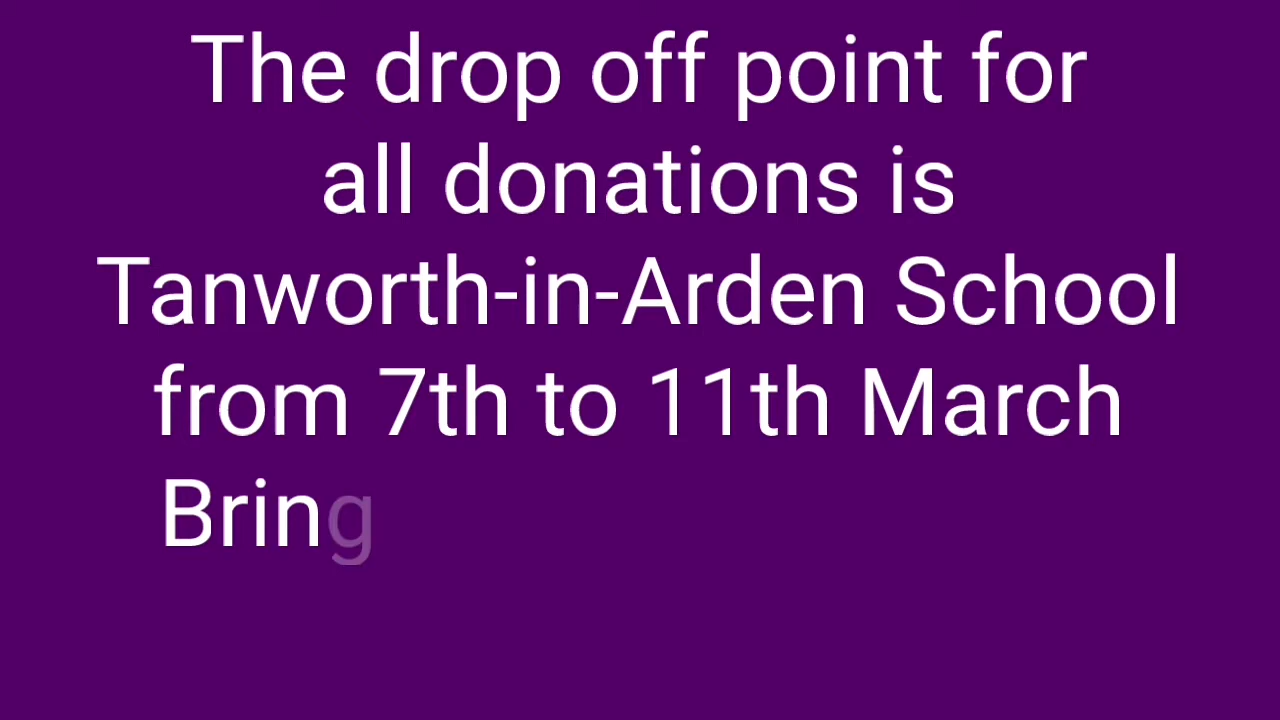 The drop off point for
all donations is
Tanworth-in-Arden School
from 7th to 11th March
Bring